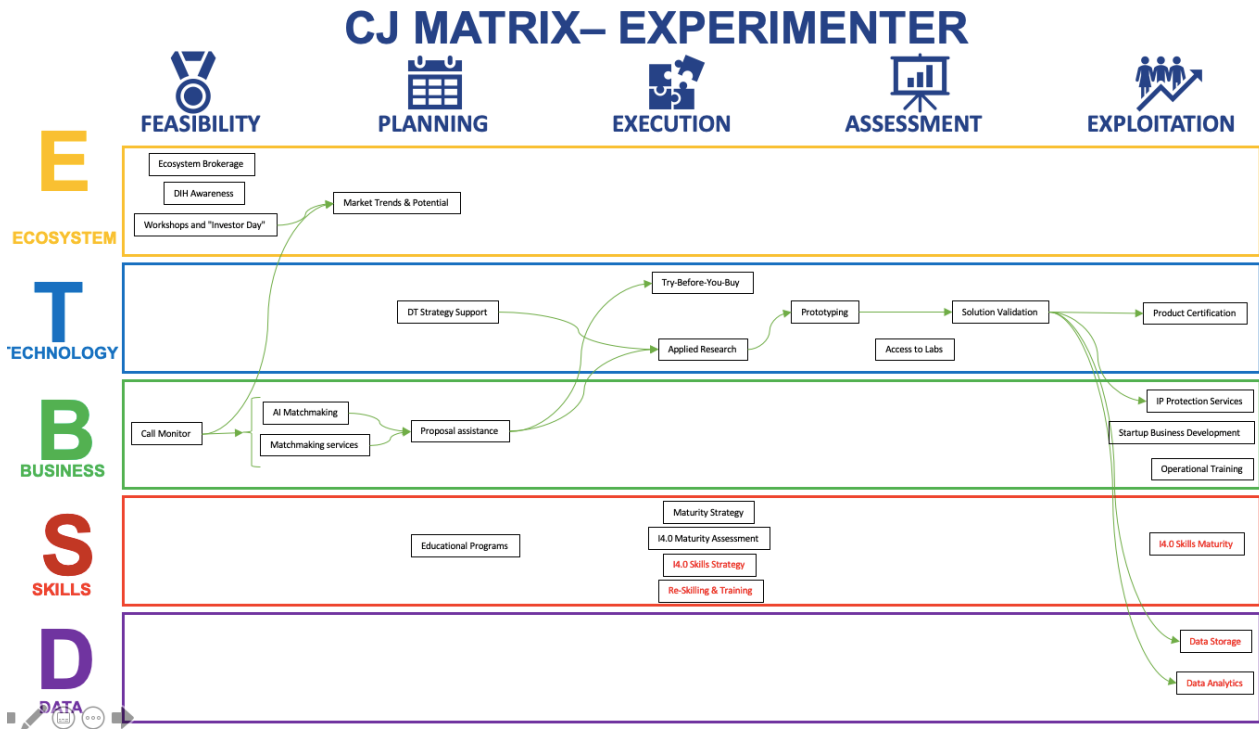 CJ MATRIX– EXPERIMENTER
FEASIBILITY
PLANNING
EXECUTION
ASSESSMENT
EXPLOITATION
E
ECOSYSTEM
Ecosystem Brokerage
DIH Awareness
Workshops and "Investor Day"
Market Trends & Potential
T
TECHNOLOGY
DT Strategy Support
Try-Before-You-Buy
Applied Research
Prototyping
Access to Labs
Solution Validation
Product Certification
B
BUSINESS
Call Monitor
AI Matchmaking
Matchmaking services
Proposal assistance
IP Protection Services
Startup Business Development
Operational Training
S
SKILLS
Educational Programs
Maturity Strategy
I4.0 Maturity Assessment
I4.0 Skills Strategy
Re-Skilling & Training
I4.0 Skills Maturity
D
DATA
Data Storage
Data Analytics